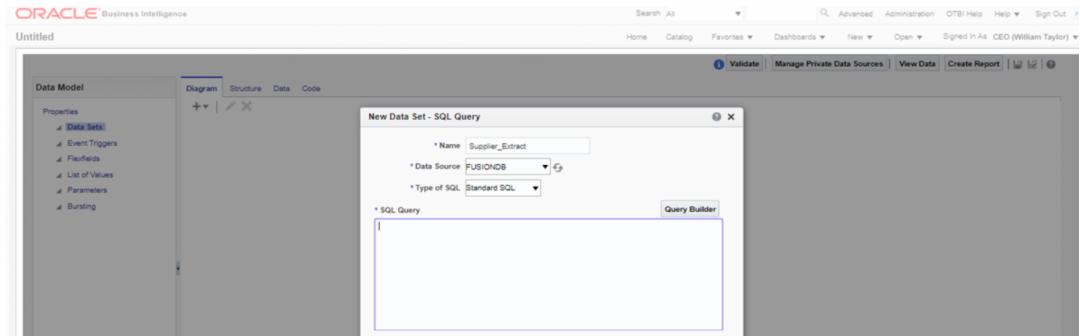 ORACLE Business Intelligence
Search All Advanced Administration OTBI Help Help Sign Out
Untitled
Home Catalog Favorites Dashboards New Open Signed In As CEO (William Taylor)
Validate Manage Private Data Sources View Data Create Report
Data Model
Diagram Structure Data Code
Properties
Data Sets
Event Triggers
Flexfields
List of Values
Parameters
Bursting
New Data Set - SQL Query
* Name Supplier_Extract
* Data Source FUSIONDB
* Type of SQL Standard SQL
* SQL Query
Query Builder